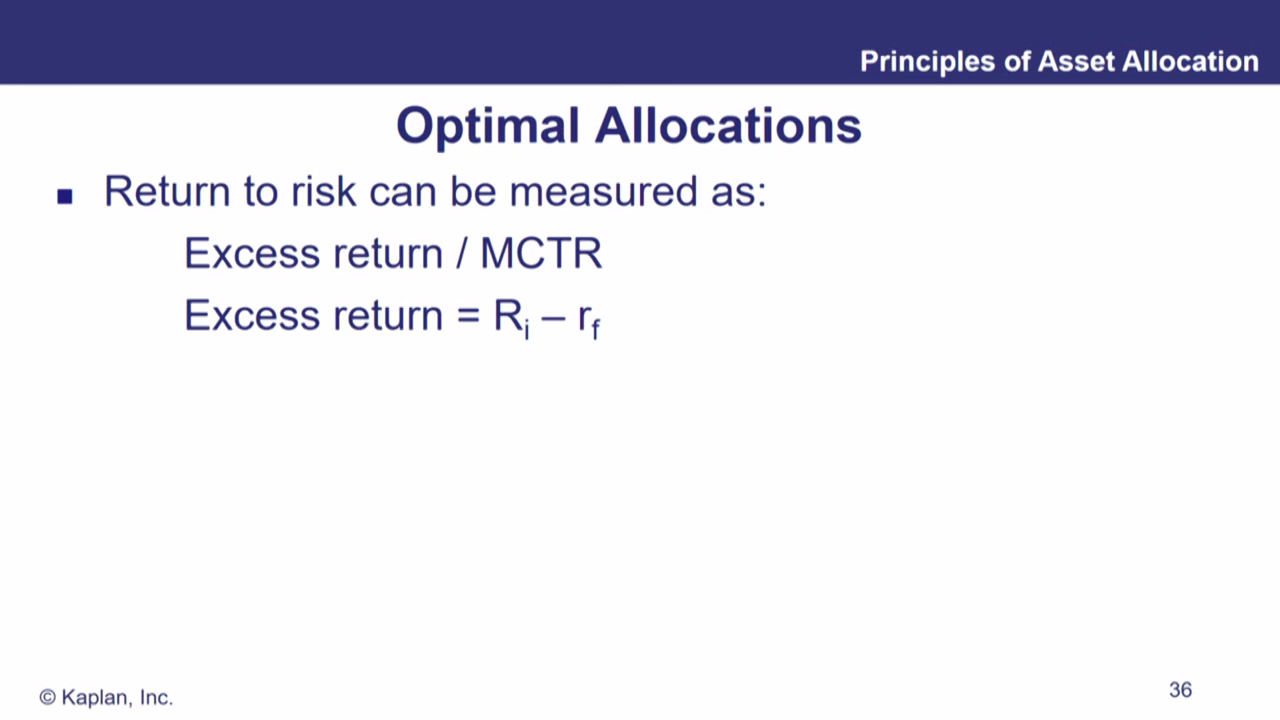 Principles of Asset Allocation
Optimal Allocations
▪ Return to risk can be measured as:
Excess return / MCTR
Excess return = Rᵢ – r_f
© Kaplan, Inc.
36